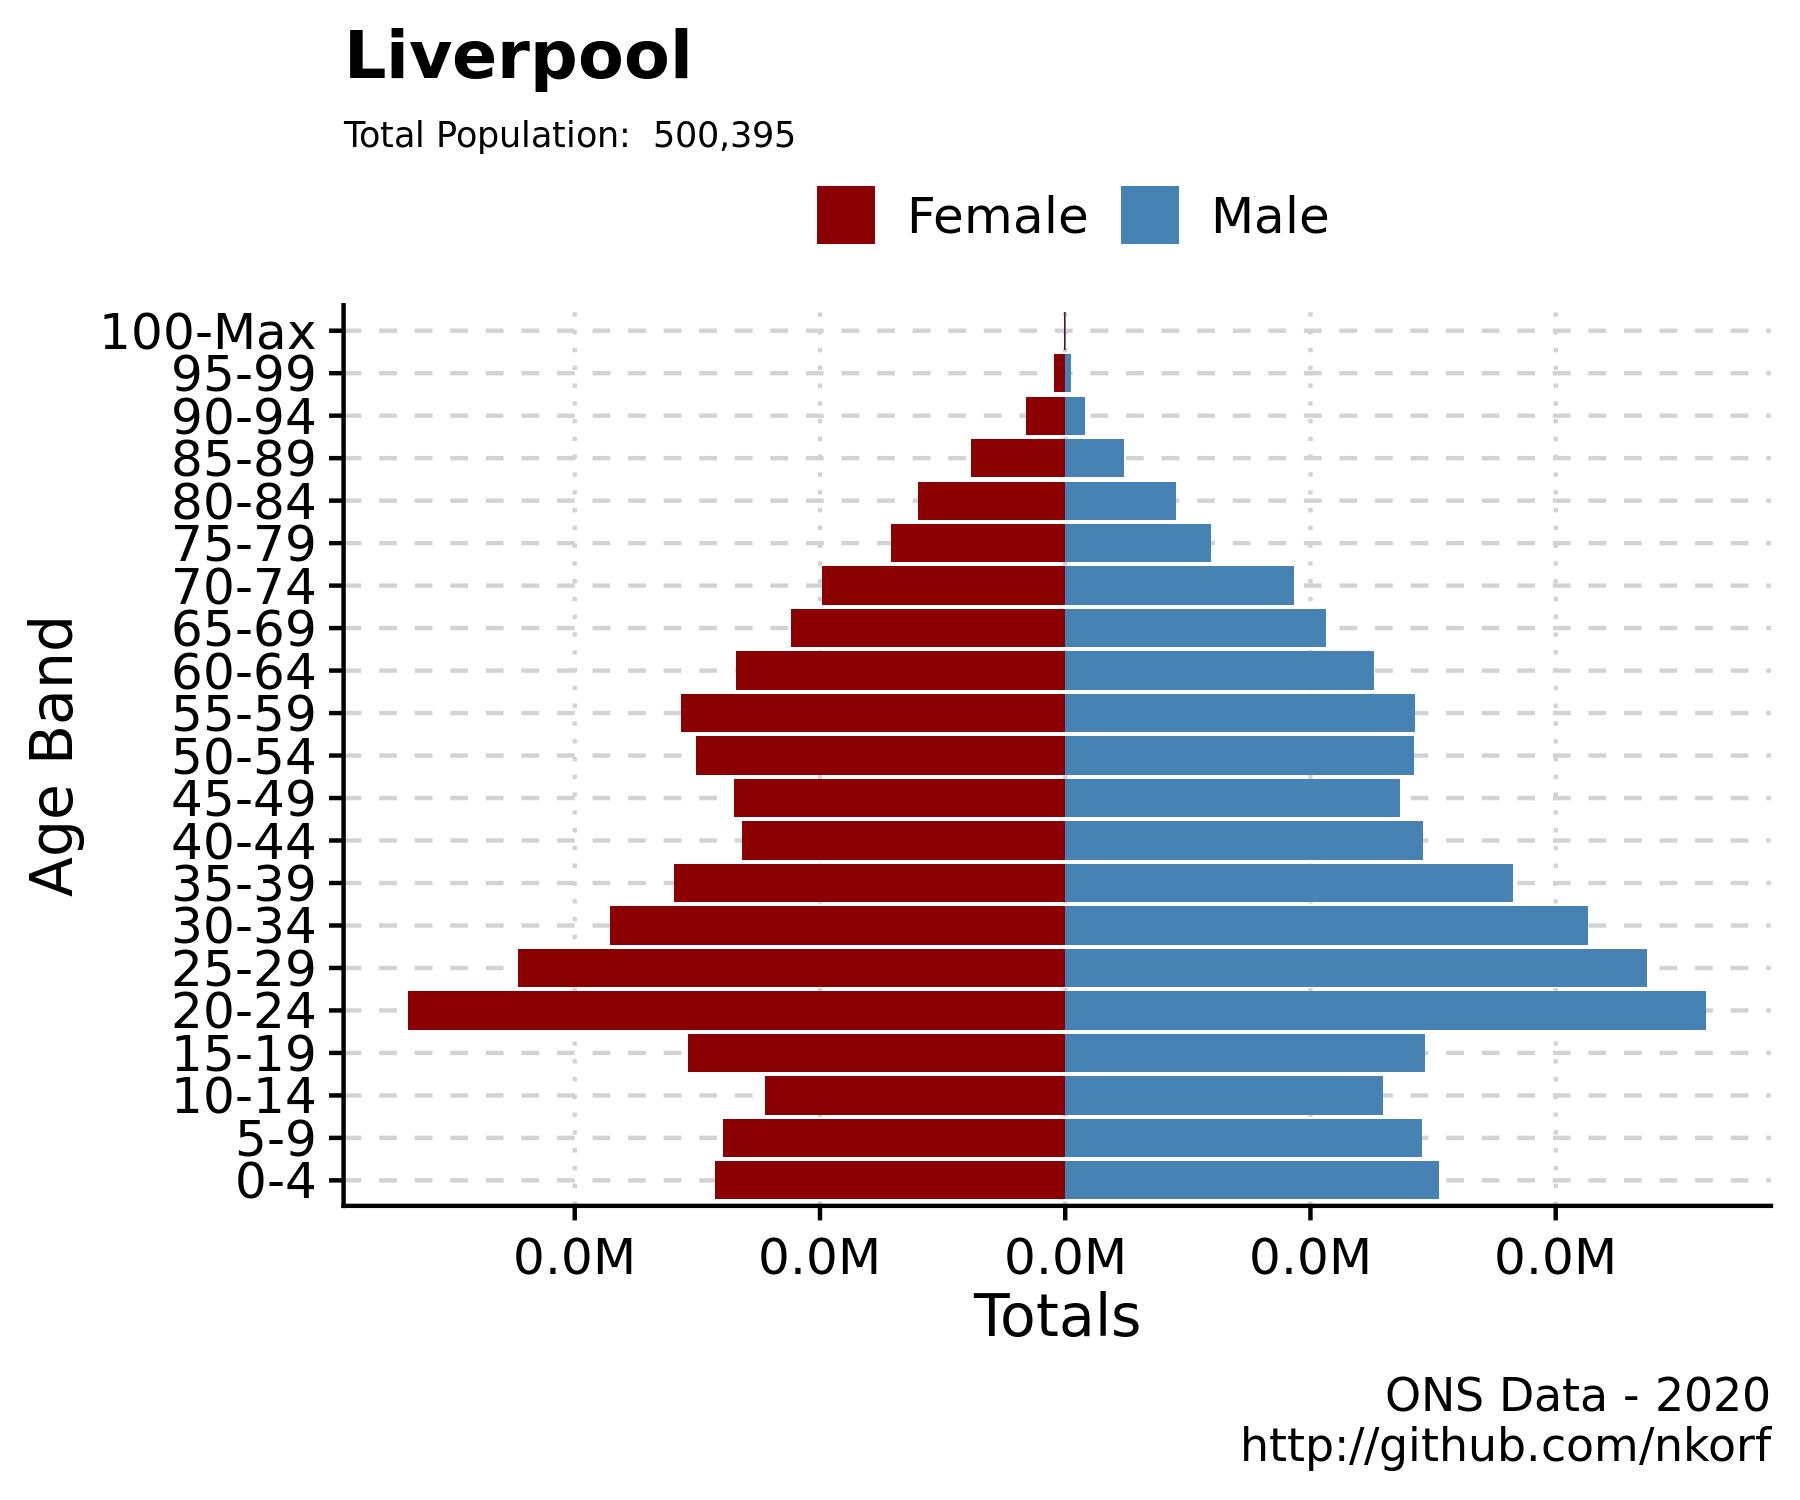 Liverpool
Total Population:  500,395
Female Male
100-Max
95-99
90-94
85-89
80-84
75-79
70-74
65-69
60-64
55-59
50-54
45-49
40-44
35-39
30-34
25-29
20-24
15-19
10-14
5-9
0-4
Age Band
0.0M 0.0M 0.0M 0.0M 0.0M
Totals
ONS Data - 2020
http://github.com/nkorf